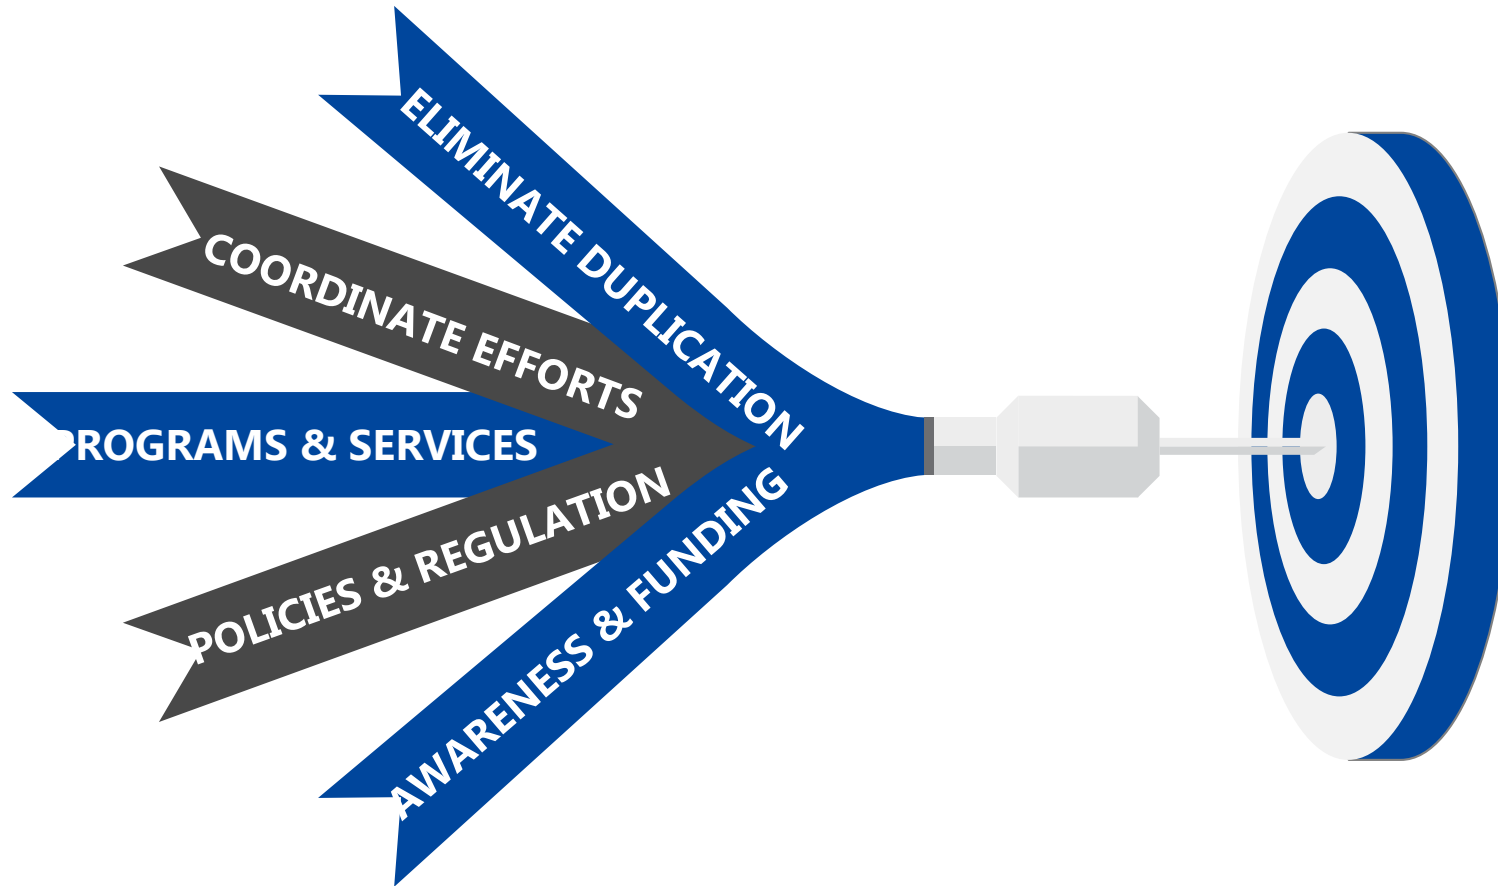 ELIMINATE DUPLICATION
COORDINATE EFFORTS
PROGRAMS & SERVICES
POLICIES & REGULATION
AWARENESS & FUNDING